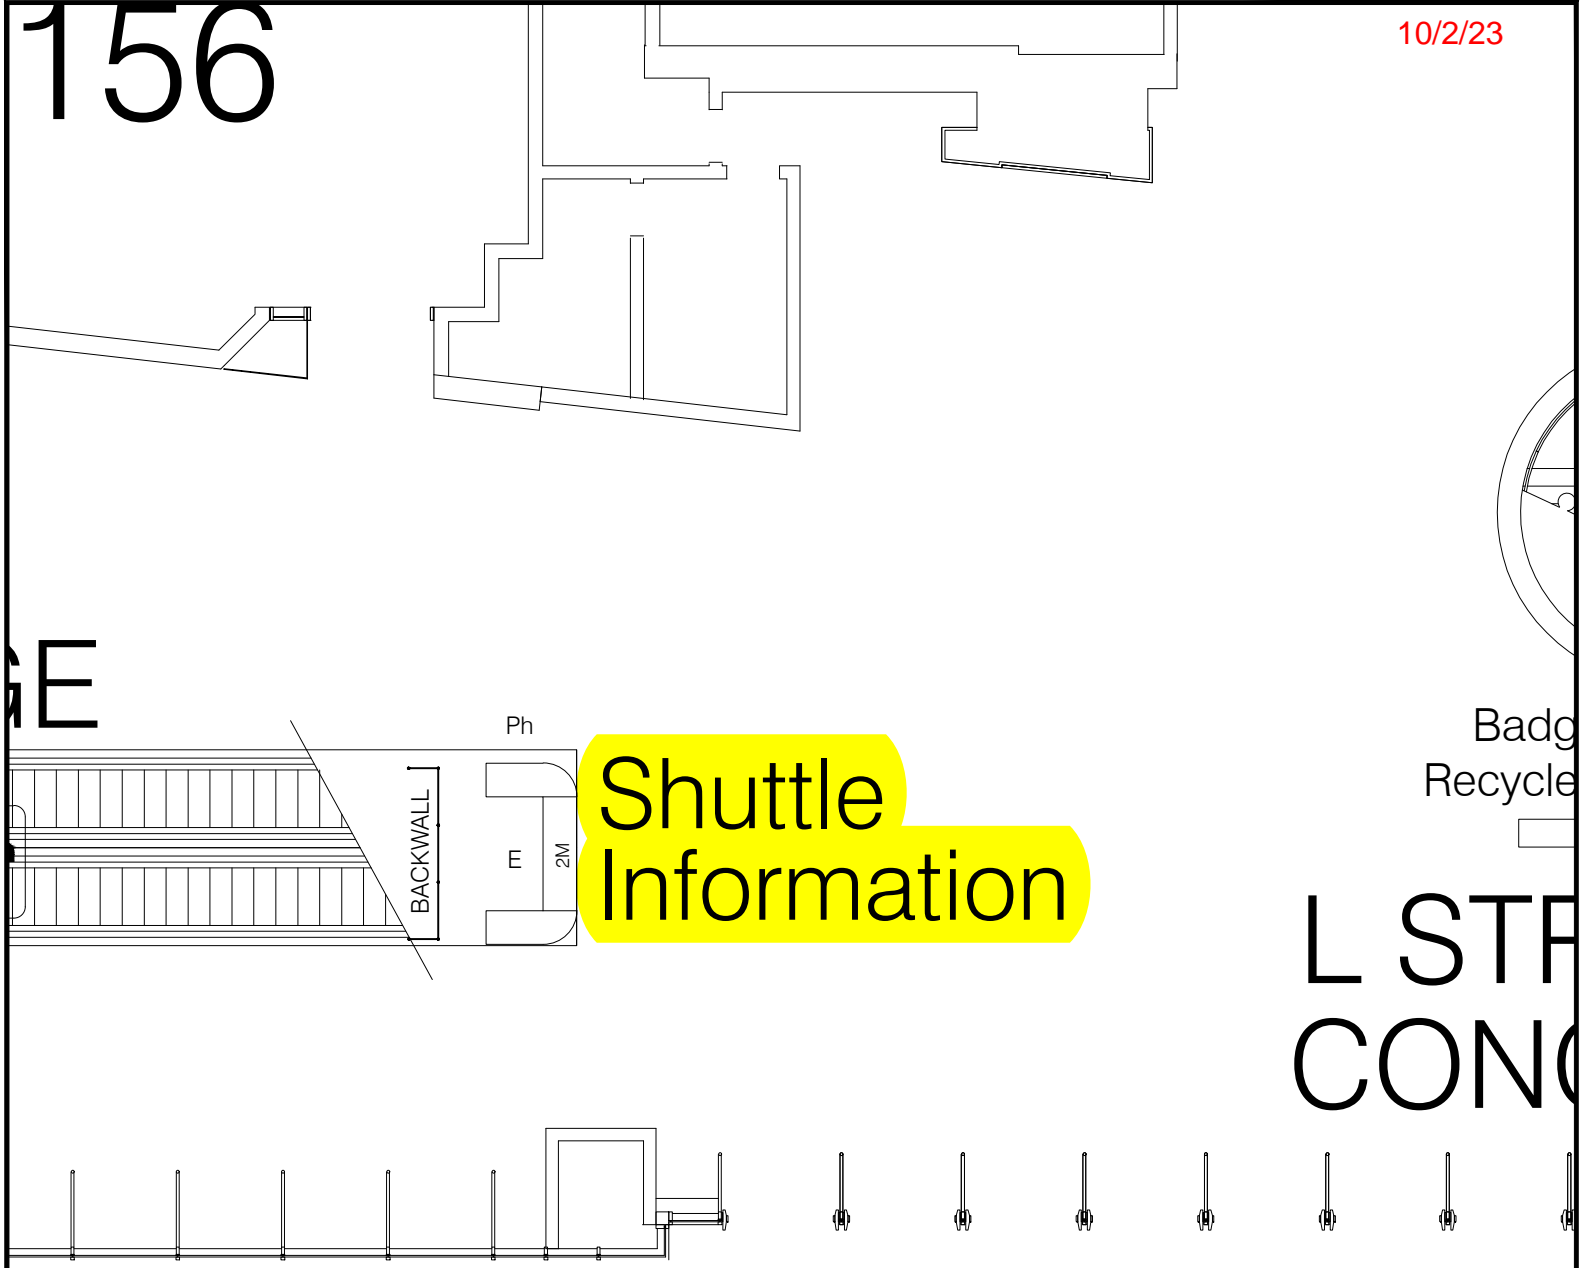 156
10/2/23
GE
Ph
Shuttle
Information
BACKWALL
E
2M
Badg
Recycle
L STR
CONC